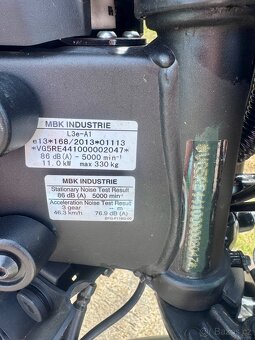 MBK INDUSTRIE
L3e-A1
e13*168/2013*01113
*VG5RE441000002047*
86 dB(A) - 5000 min-¹
11.0 kW max 330 kg
MBK INDUSTRIE
Stationary Noise Test Result
86 dB(A) 5000 min-¹
Acceleration Noise Test Result
3 gear -- m
46.3 km/h 76.9 dB(A)